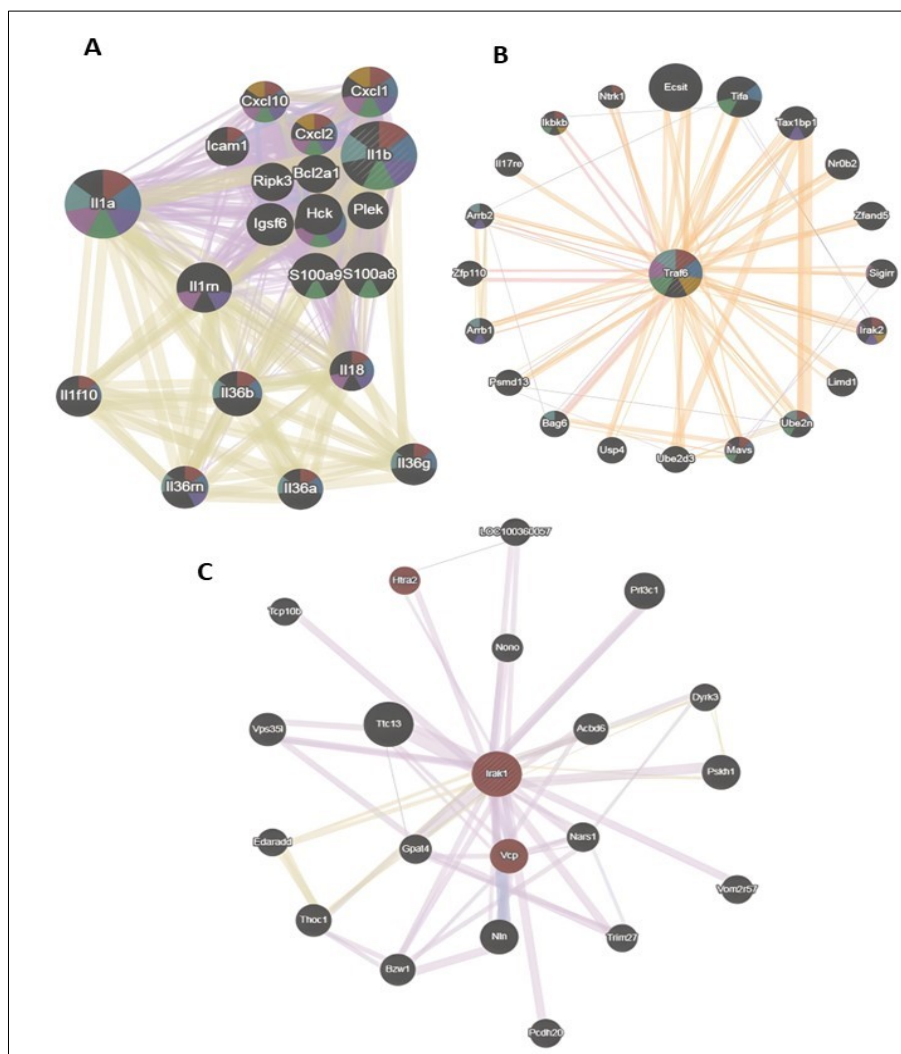 A
Cxcl10
Cxcl1
Icam1
Cxcl2
Il1b
Ripk3
Bcl2a1
Il1a
Igsf6
Hck
Plek
Il1rn
S100a9
S100a8
Il1f10
Il36b
Il18
Il36rn
Il36a
Il36g
B
Ecsit
Ntrk1
Tifa
Ikbkb
Tax1bp1
Il17re
Nr0b2
Arrb2
Zfand5
Zfp110
Traf6
Sigirr
Arrb1
Irak2
Psmd13
Limd1
Bag6
Ube2n
Usp4
Ube2d3
Mavs
C
LOC100360057
Htra2
Prl3c1
Tcp10b
Nono
Dyrk3
Vps35l
Ttc13
Acbd6
Irak1
Pskh1
Edaradd
Gpat4
Vcp
Nars1
Vom2r57
Thoc1
Nln
Trim27
Bzw1
Pcdh20